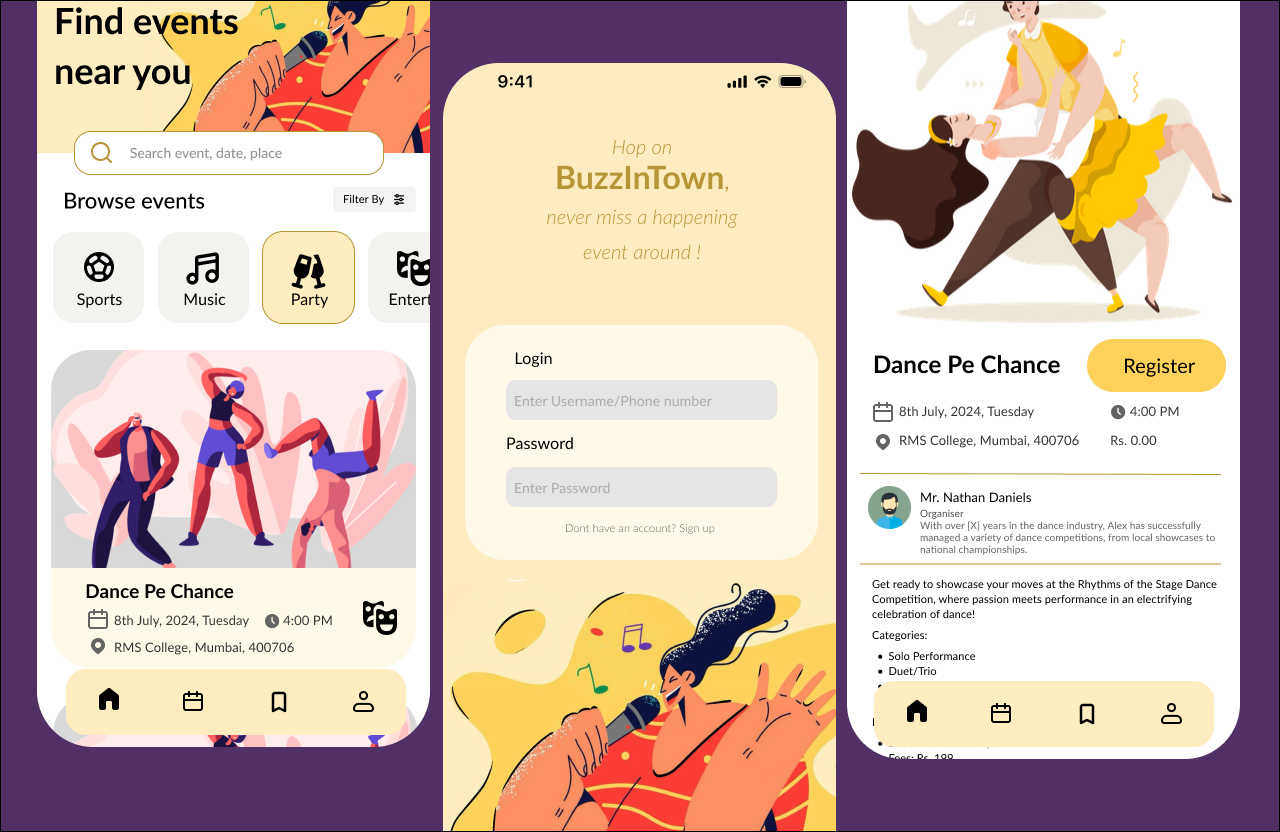 Find events
near you
Search event, date, place
Browse events
Filter By
Sports
Music
Party
Entert
Dance Pe Chance
8th July, 2024, Tuesday
4:00 PM
RMS College, Mumbai, 400706
9:41
Hop on
BuzzInTown,
never miss a happening
event around !
Login
Enter Username/Phone number
Password
Enter Password
Dont have an account? Sign up
Dance Pe Chance
Register
8th July, 2024, Tuesday
4:00 PM
RMS College, Mumbai, 400706
Rs. 0.00
Mr. Nathan Daniels
Organiser
With over [X] years in the dance industry, Alex has successfully
managed a variety of dance competitions, from local showcases to
national championships.
Get ready to showcase your moves at the Rhythms of the Stage Dance
Competition, where passion meets performance in an electrifying
celebration of dance!
Categories:
• Solo Performance
• Duet/Trio
Fees: Rs. 199